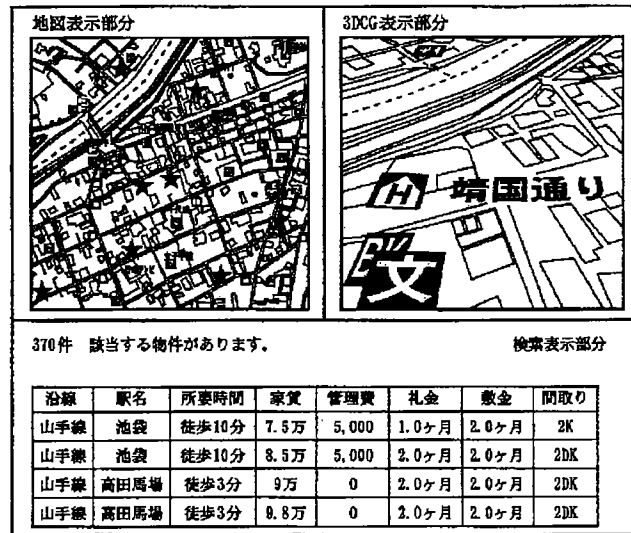 地図表示部分
3DCG表示部分
H
靖国通り
文
370件 該当する物件があります。
検索表示部分
沿線 駅名 所要時間 家賃 管理費 礼金 敷金 間取り
山手線 池袋 徒歩10分 7.5万 5,000 1.0ヶ月 2.0ヶ月 2K
山手線 池袋 徒歩10分 8.5万 5,000 2.0ヶ月 2.0ヶ月 2DK
山手線 高田馬場 徒歩3分 9万 0 2.0ヶ月 2.0ヶ月 2DK
山手線 高田馬場 徒歩3分 9.8万 0 2.0ヶ月 2.0ヶ月 2DK